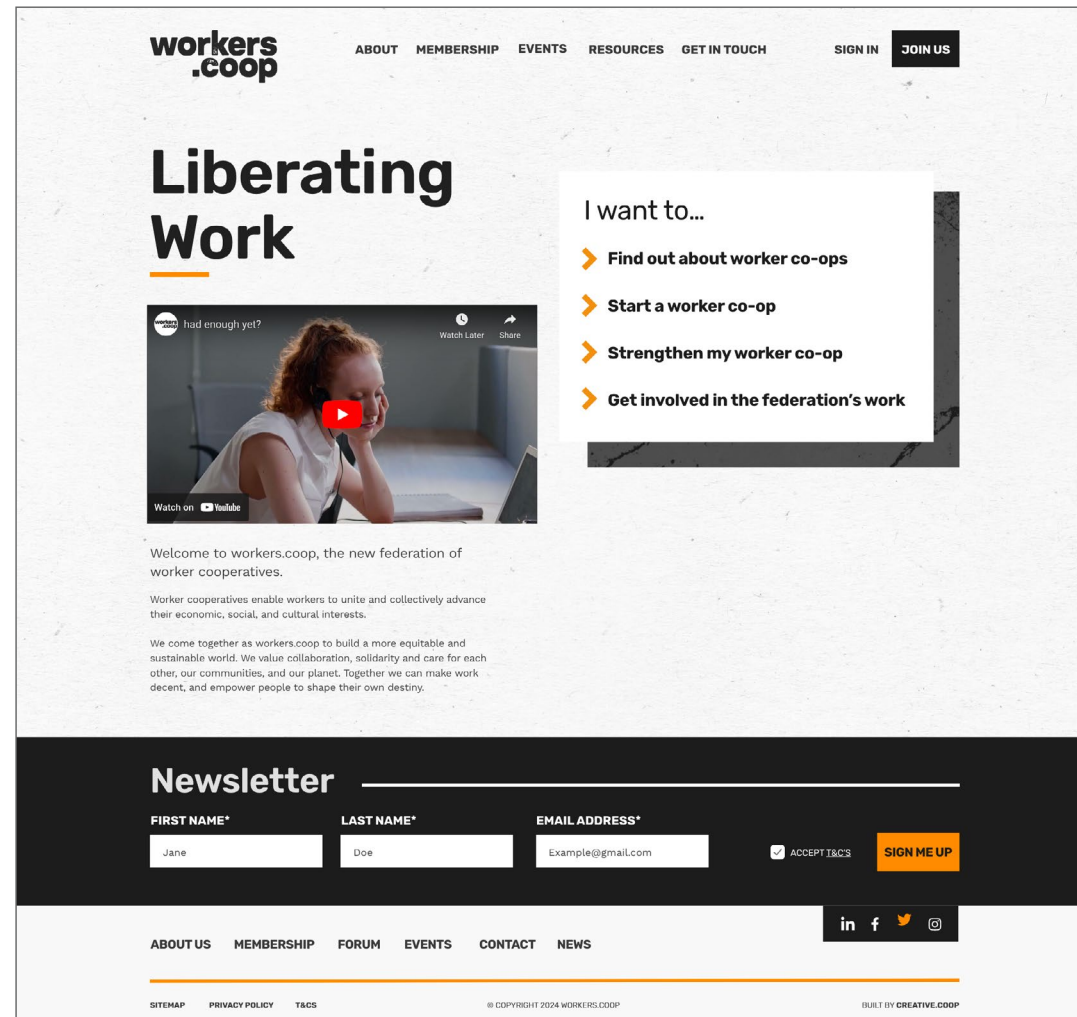 workers
.coop
ABOUT MEMBERSHIP EVENTS RESOURCES GET IN TOUCH SIGN IN JOIN US
Liberating
Work
workers
.coop
had enough yet?
Watch Later Share
Watch on YouTube
I want to...
Find out about worker co-ops
Start a worker co-op
Strengthen my worker co-op
Get involved in the federation’s work
Welcome to workers.coop, the new federation of
worker cooperatives.
Worker cooperatives enable workers to unite and collectively advance
their economic, social, and cultural interests.
We come together as workers.coop to build a more equitable and
sustainable world. We value collaboration, solidarity and care for each
other, our communities, and our planet. Together we can make work
decent, and empower people to shape their own destiny.
Newsletter
FIRST NAME* LAST NAME* EMAIL ADDRESS*
Jane Doe Example@gmail.com ACCEPT T&C'S SIGN ME UP
in f
ABOUT US MEMBERSHIP FORUM EVENTS CONTACT NEWS
SITEMAP PRIVACY POLICY T&CS © COPYRIGHT 2024 WORKERS.COOP BUILT BY CREATIVE.COOP